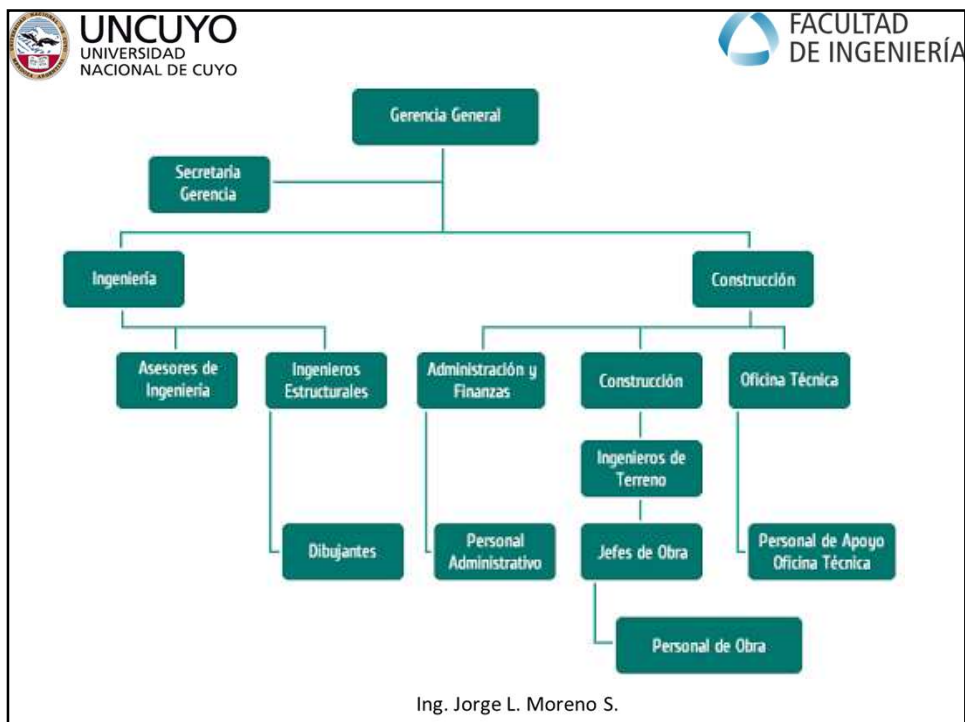 UNCUYO
UNIVERSIDAD
NACIONAL DE CUYO
FACULTAD
DE INGENIERÍA
Gerencia General
Secretaria
Gerencia
Ingeniería
Construcción
Asesores de
Ingeniería
Ingenieros
Estructurales
Administración y
Finanzas
Construcción
Oficina Técnica
Ingenieros de
Terreno
Dibujantes
Personal
Administrativo
Jefes de Obra
Personal de Apoyo
Oficina Técnica
Personal de Obra
Ing. Jorge L. Moreno S.